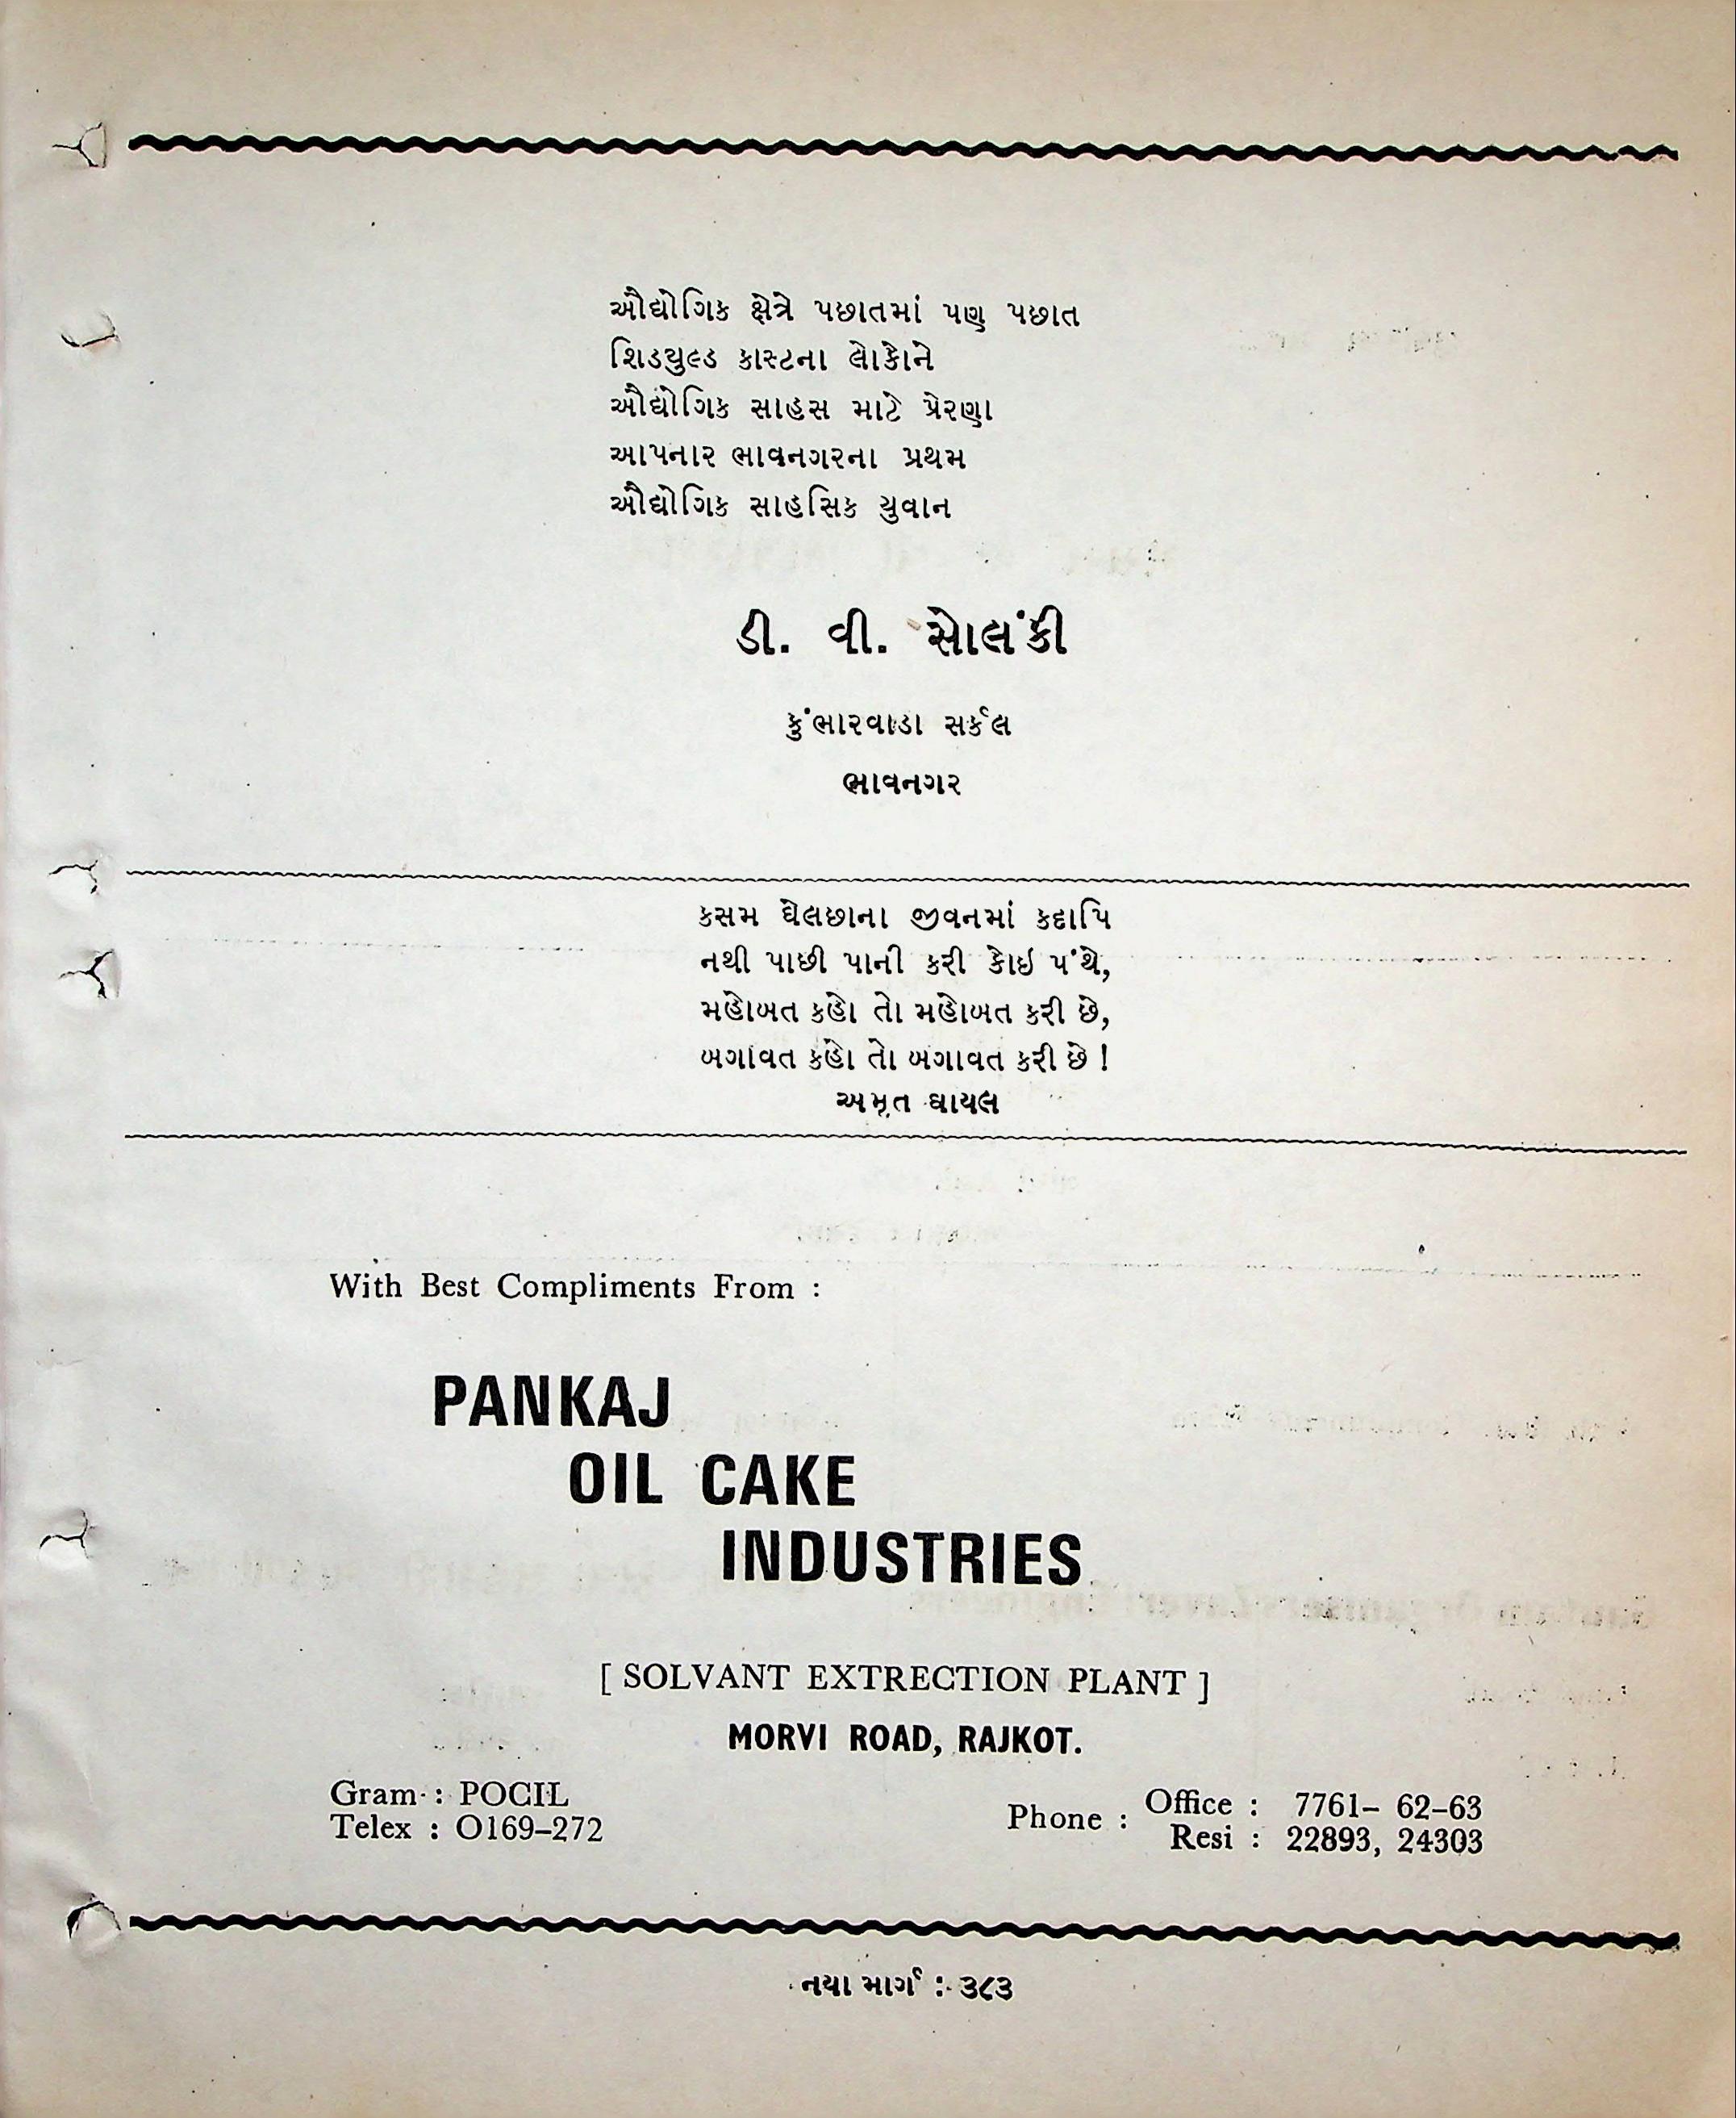 ઔદ્યોગિક ક્ષેત્રે પછાતમાં પણ પછાત
શિડયુલ્ડ કાસ્ટના લોકોને
ઔદ્યોગિક સાહસ માટે પ્રેરણા
આપનાર ભાવનગરના પ્રથમ
ઔદ્યોગિક સાહસિક યુવાન
ડી. વી. સોલંકી
કુંભારવાડા સર્કલ
ભાવનગર
કસમ ઘેલછાના જીવનમાં કદાપિ
નથી પાછી પાની કરી કોઇ પંથે,
મહોબત કહો તો મહોબત કરી છે,
બગાવત કહો તો બગાવત કરી છે !
અમૃત ઘાયલ
With Best Compliments From :
PANKAJ
OIL CAKE
INDUSTRIES
[ SOLVANT EXTRECTION PLANT ]
MORVI ROAD, RAJKOT.
Gram : POCIL
Telex : O169–272
Phone : Office : 7761– 62–63
Resi : 22893, 24303
નયા માર્ગ : ૩૮૩